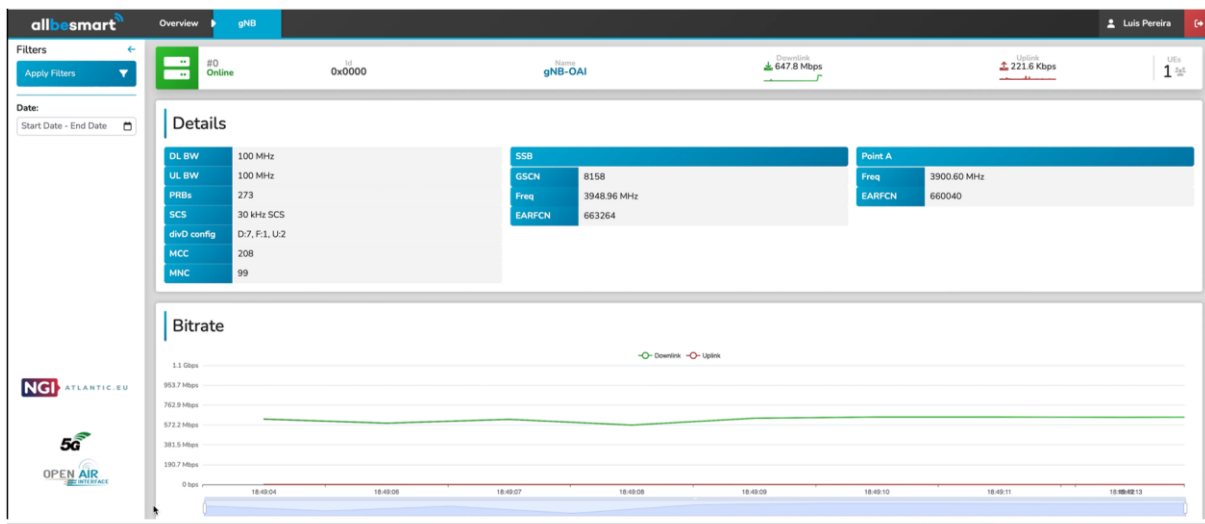 allbesmart
Overview
gNB
Luis Pereira
Filters
Apply Filters
Date:
Start Date - End Date
#0
Online
Id
0x0000
Name
gNB-OAI
Downlink
647.8 Mbps
Uplink
221.6 Kbps
UEs
1
Details
DL BW 100 MHz
UL BW 100 MHz
PRBs 273
SCS 30 kHz SCS
divD config D:7, F:1, U:2
MCC 208
MNC 99
SSB
GSCN 8158
Freq 3948.96 MHz
EARFCN 663264
Point A
Freq 3900.60 MHz
EARFCN 660040
Bitrate
Downlink Uplink
1.1 Gbps
953.7 Mbps
762.9 Mbps
572.2 Mbps
381.5 Mbps
190.7 Mbps
0 bps
18:49:04 18:49:06 18:49:07 18:49:08 18:49:09 18:49:10 18:49:11
NGI ATLANTIC.EU
5G
OPEN AIR
INTERFACE